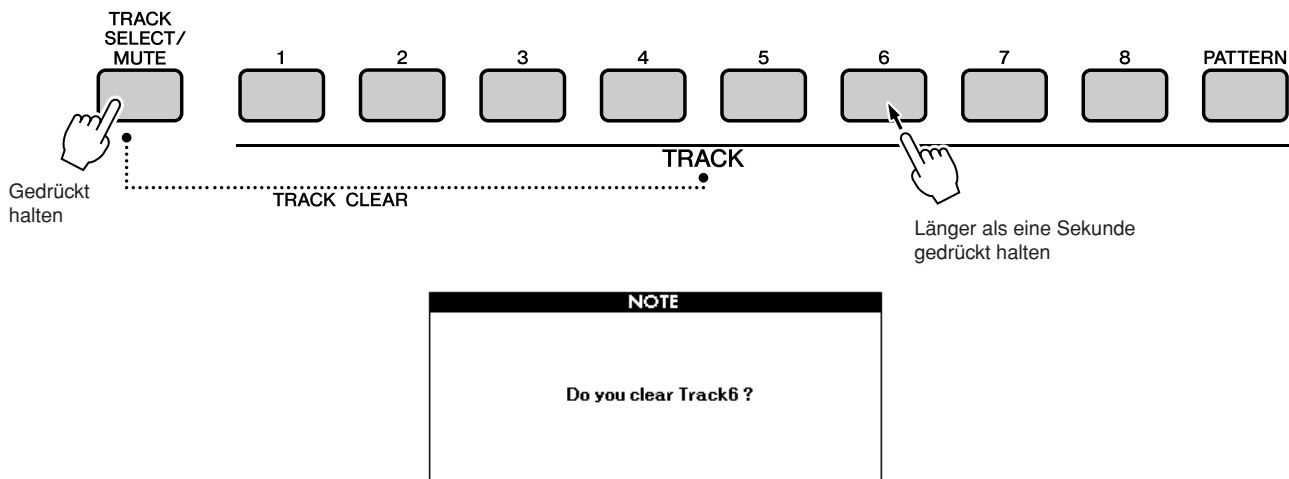 TRACK
SELECT/
MUTE
1
2
3
4
5
6
7
8
PATTERN
TRACK
Gedrückt
halten
TRACK CLEAR
Länger als eine Sekunde
gedrückt halten
NOTE
Do you clear Track6 ?